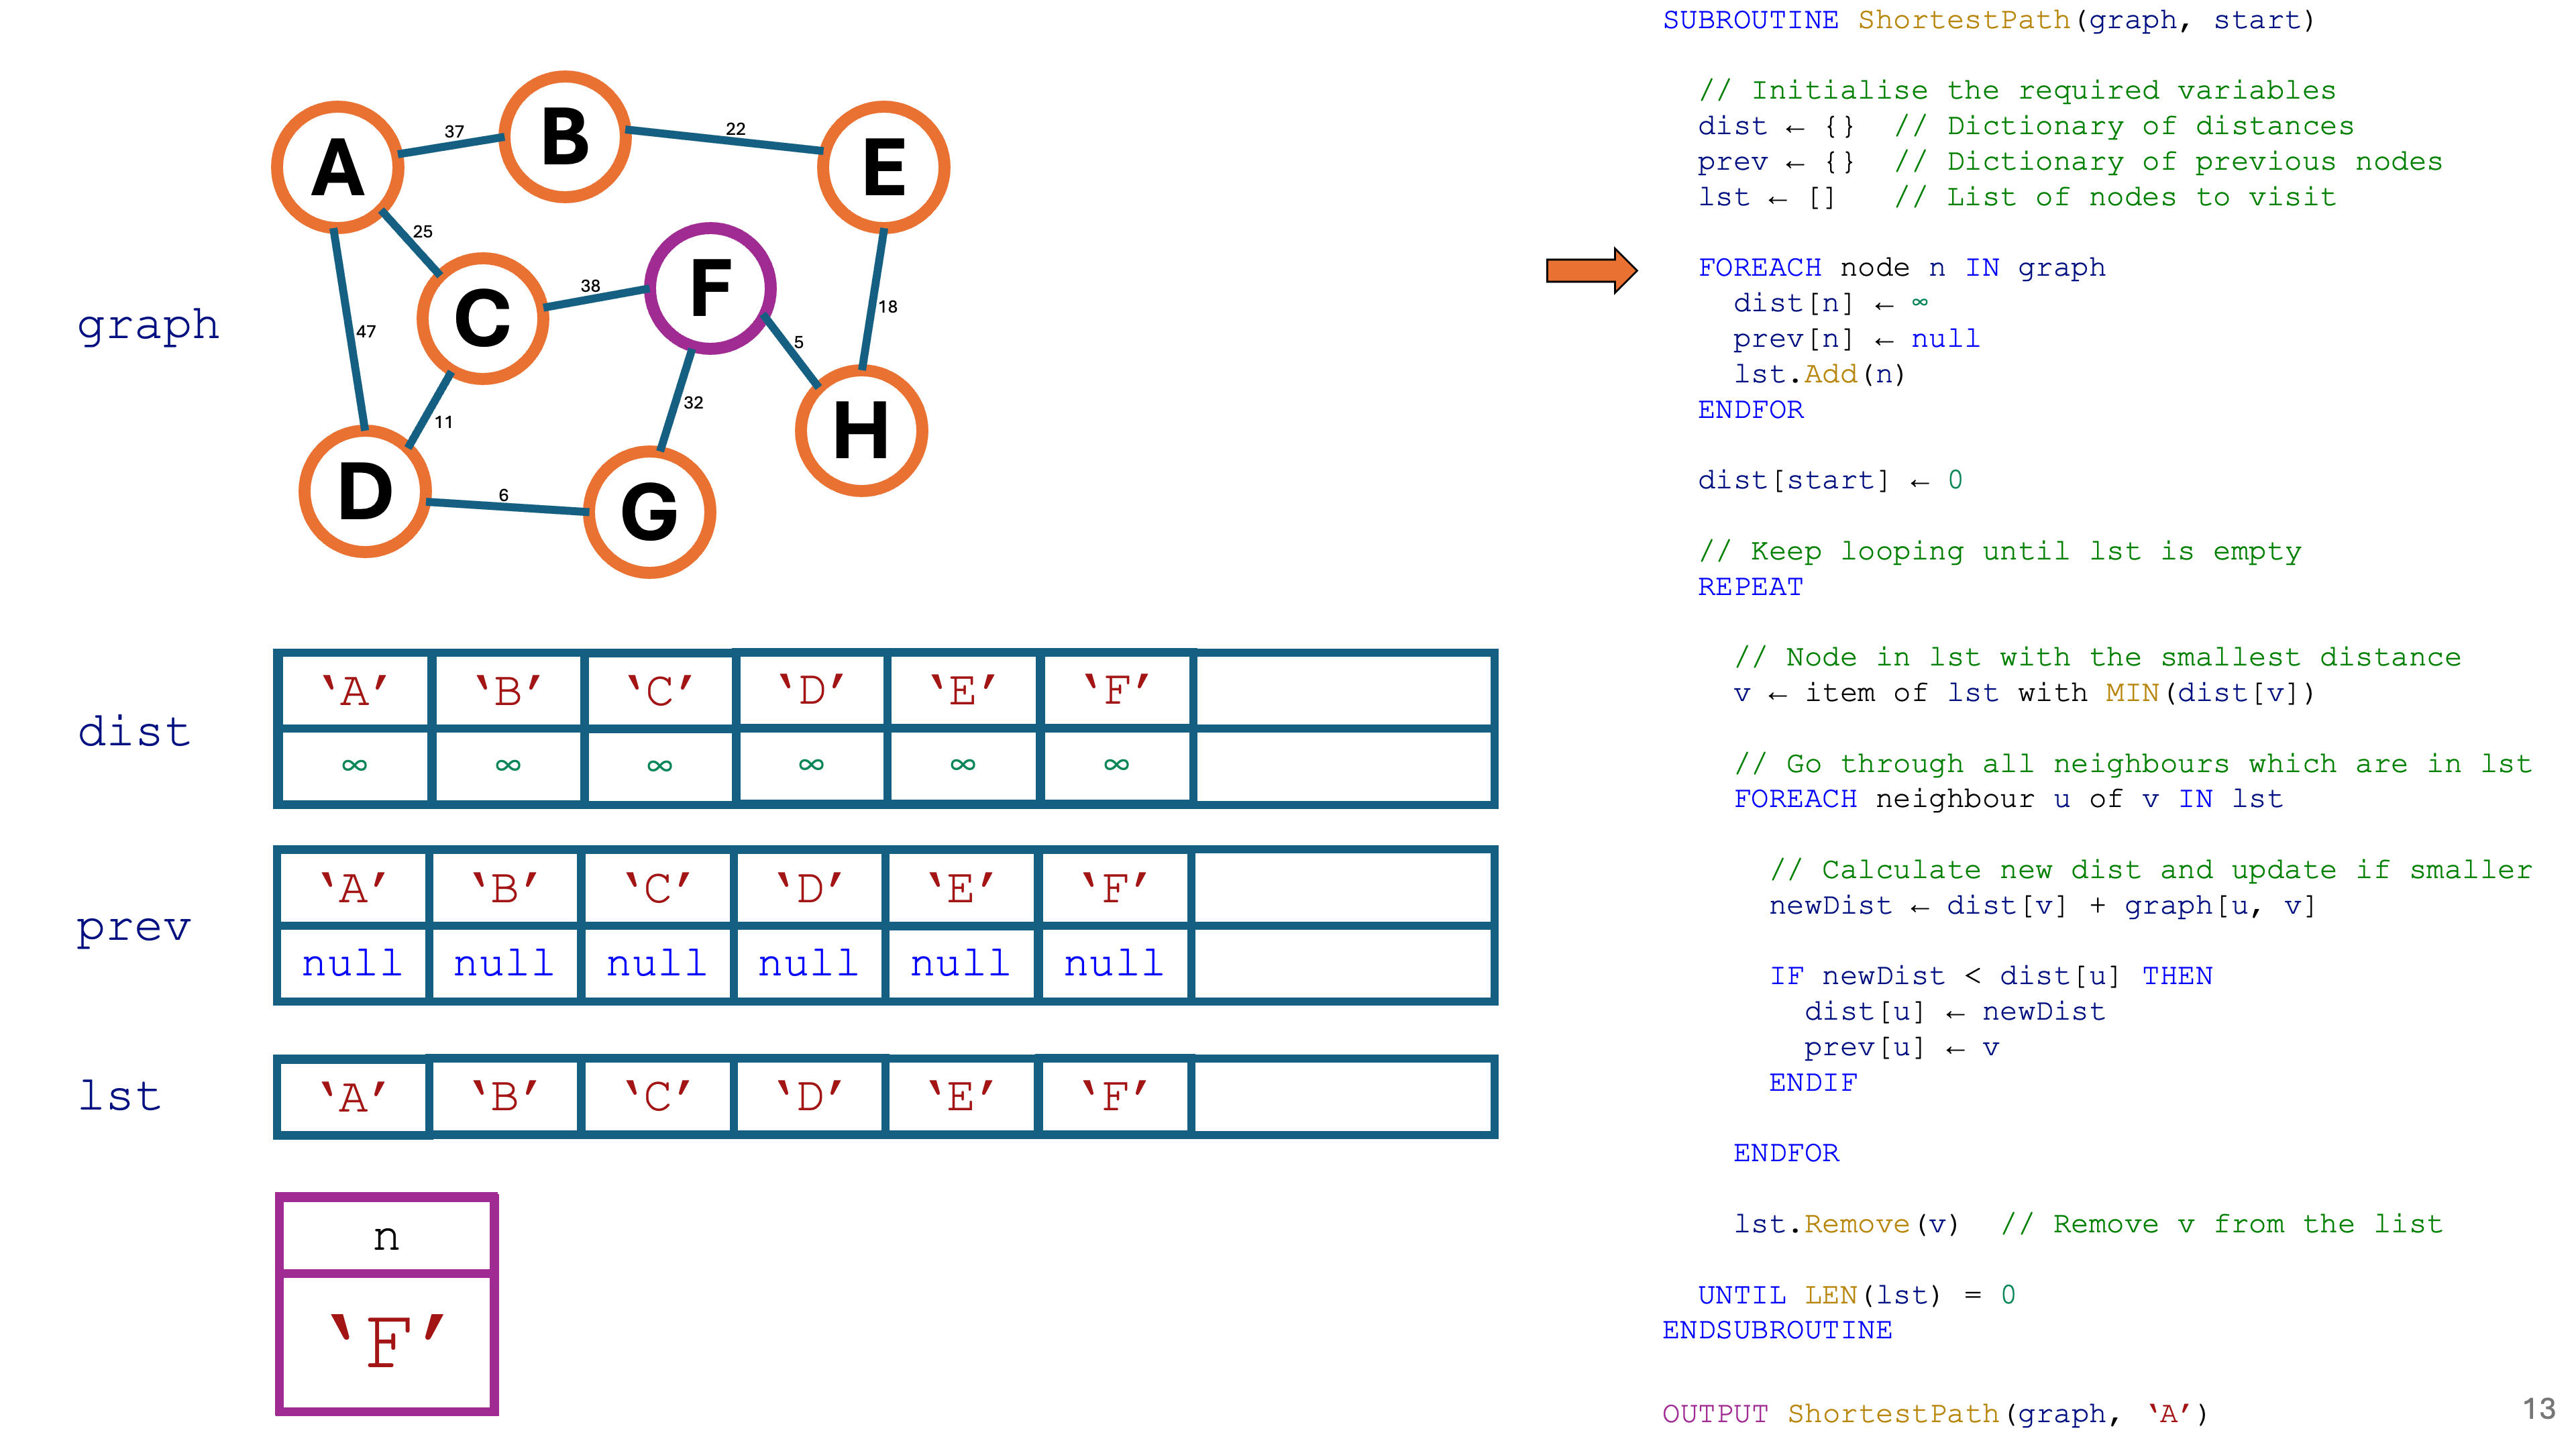 graph
A
B
E
C
F
D
G
H
37
22
25
38
18
47
5
11
32
6
dist
‘A’ ‘B’ ‘C’ ‘D’ ‘E’ ‘F’
∞ ∞ ∞ ∞ ∞ ∞
prev
‘A’ ‘B’ ‘C’ ‘D’ ‘E’ ‘F’
null null null null null null
lst
‘A’ ‘B’ ‘C’ ‘D’ ‘E’ ‘F’
n
‘F’
SUBROUTINE ShortestPath(graph, start)
// Initialise the required variables
dist ← {} // Dictionary of distances
prev ← {} // Dictionary of previous nodes
lst ← [] // List of nodes to visit
FOREACH node n IN graph
dist[n] ← ∞
prev[n] ← null
lst.Add(n)
ENDFOR
dist[start] ← 0
// Keep looping until lst is empty
REPEAT
// Node in lst with the smallest distance
v ← item of lst with MIN(dist[v])
// Go through all neighbours which are in lst
FOREACH neighbour u of v IN lst
// Calculate new dist and update if smaller
newDist ← dist[v] + graph[u, v]
IF newDist < dist[u] THEN
dist[u] ← newDist
prev[u] ← v
ENDIF
ENDFOR
lst.Remove(v) // Remove v from the list
UNTIL LEN(lst) = 0
ENDSUBROUTINE
OUTPUT ShortestPath(graph, ‘A’)
13